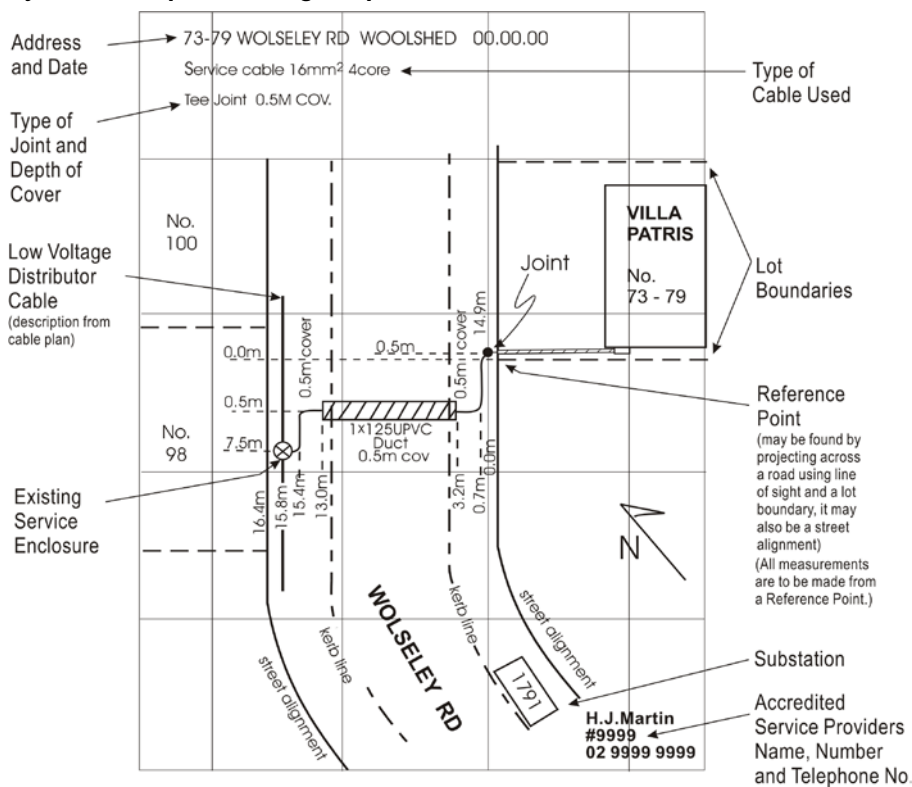 Address
and Date
73-79 WOLSELEY RD WOOLSHED 00.00.00
Service cable 16mm² 4core
Tee Joint 0.5M COV.
Type of
Cable Used
Type of
Joint and
Depth of
Cover
No.
100
VILLA
PATRIS
No.
73 - 79
Lot
Boundaries
Low Voltage
Distributor
Cable
(description from
cable plan)
Joint
0.5m cover
0.5m cover
14.9m
0.0m
0.5m
0.5m
1×125UPVC
Duct
0.5m cov
No.
98
7.5m
16.4m
15.8m
15.4m
13.0m
3.2m
0.7m
0.0m
Reference
Point
(may be found by
projecting across
a road using line
of sight and a lot
boundary, it may
also be a street
alignment)
(All measurements
are to be made from
a Reference Point.)
Existing
Service
Enclosure
N
WOLSELEY RD
kerb line
kerb line
street alignment
street alignment
1791
Substation
H.J.Martin
#9999
02 9999 9999
Accredited
Service Providers
Name, Number
and Telephone No.